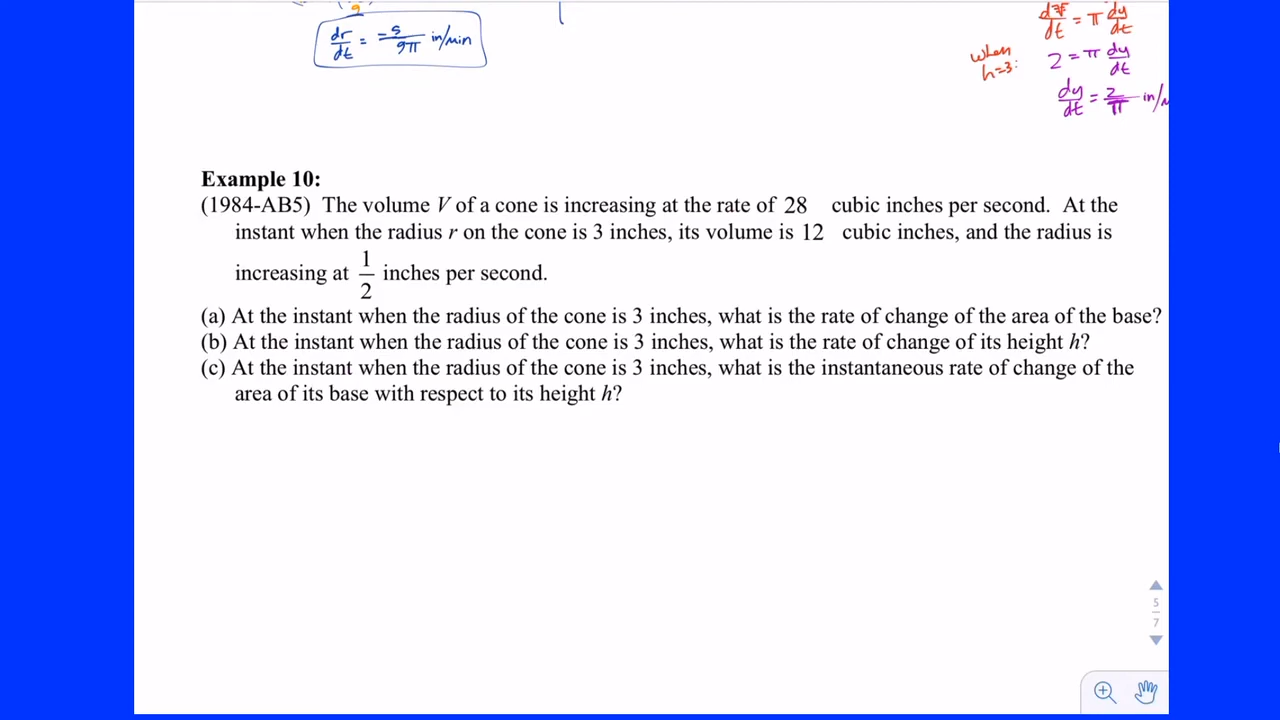 dr/dt = -5/9π in/min
dt = π dy/dt
when h=3: 2 = π dy/dt
dy/dt = 2/π in/
Example 10:
(1984-AB5) The volume V of a cone is increasing at the rate of 28 cubic inches per second. At the
instant when the radius r on the cone is 3 inches, its volume is 12 cubic inches, and the radius is
increasing at 1/2 inches per second.
(a) At the instant when the radius of the cone is 3 inches, what is the rate of change of the area of the base?
(b) At the instant when the radius of the cone is 3 inches, what is the rate of change of its height h?
(c) At the instant when the radius of the cone is 3 inches, what is the instantaneous rate of change of the
area of its base with respect to its height h?
5
7